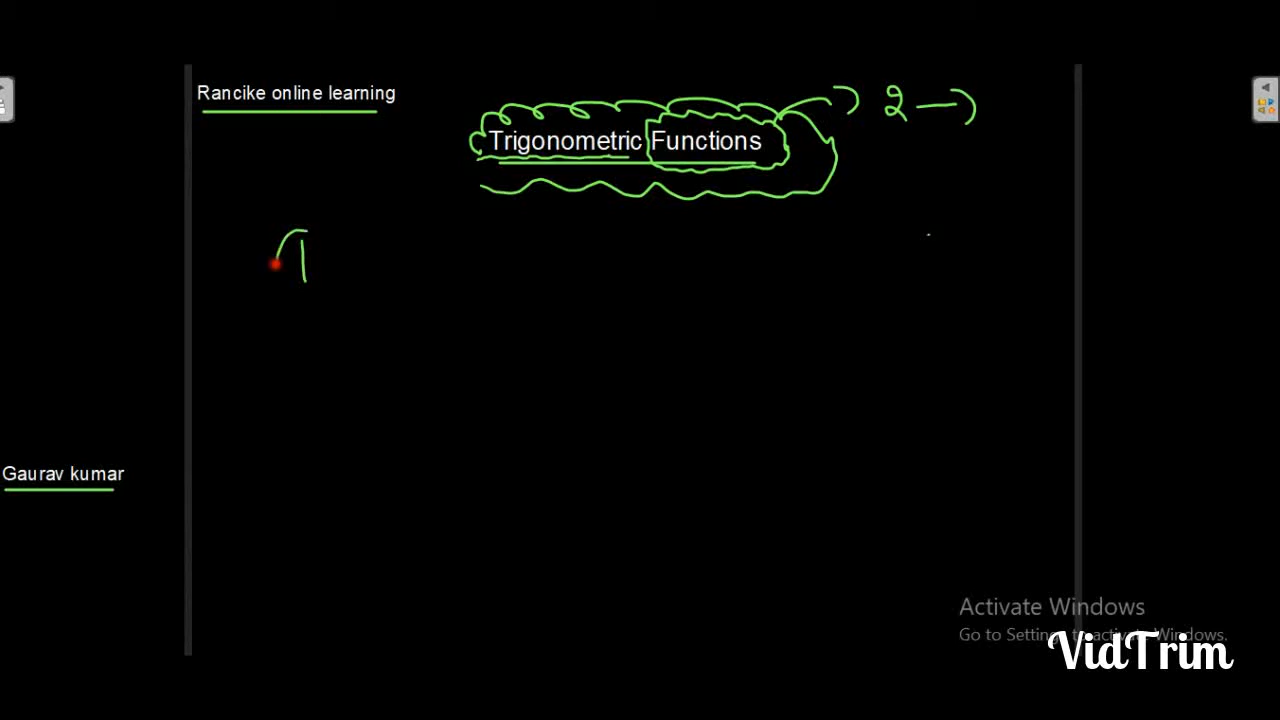 Rancike online learning
2
Trigonometric Functions
Gaurav kumar
Activate Windows
Go to Settings to activate Windows.
VidTrim